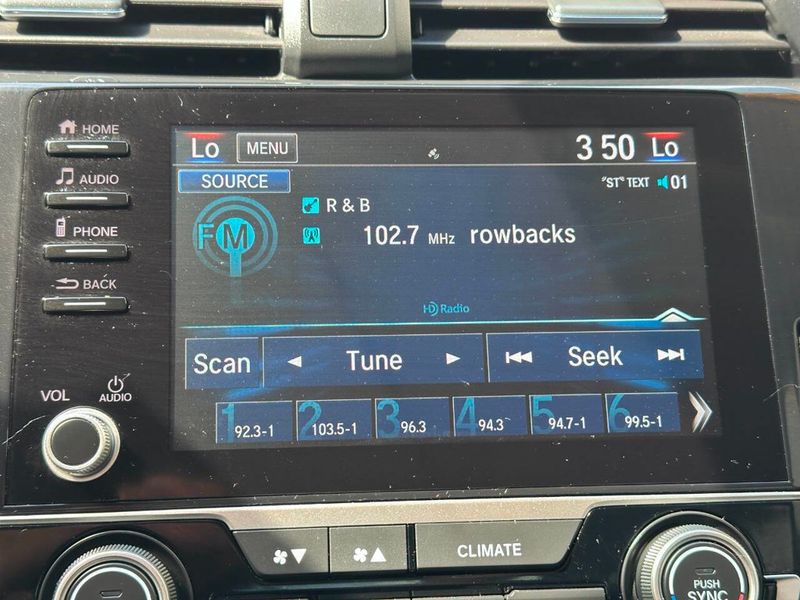 HOME
AUDIO
PHONE
BACK
VOL
AUDIO
Lo MENU 3 50 Lo
SOURCE "ST" TEXT 01
R & B
FM 102.7 MHz rowbacks
HD Radio
Scan Tune Seek
1 92.3-1 2 103.5-1 3 96.3 4 94.3 5 94.7-1 6 99.5-1
CLIMATE
PUSH
SYNC